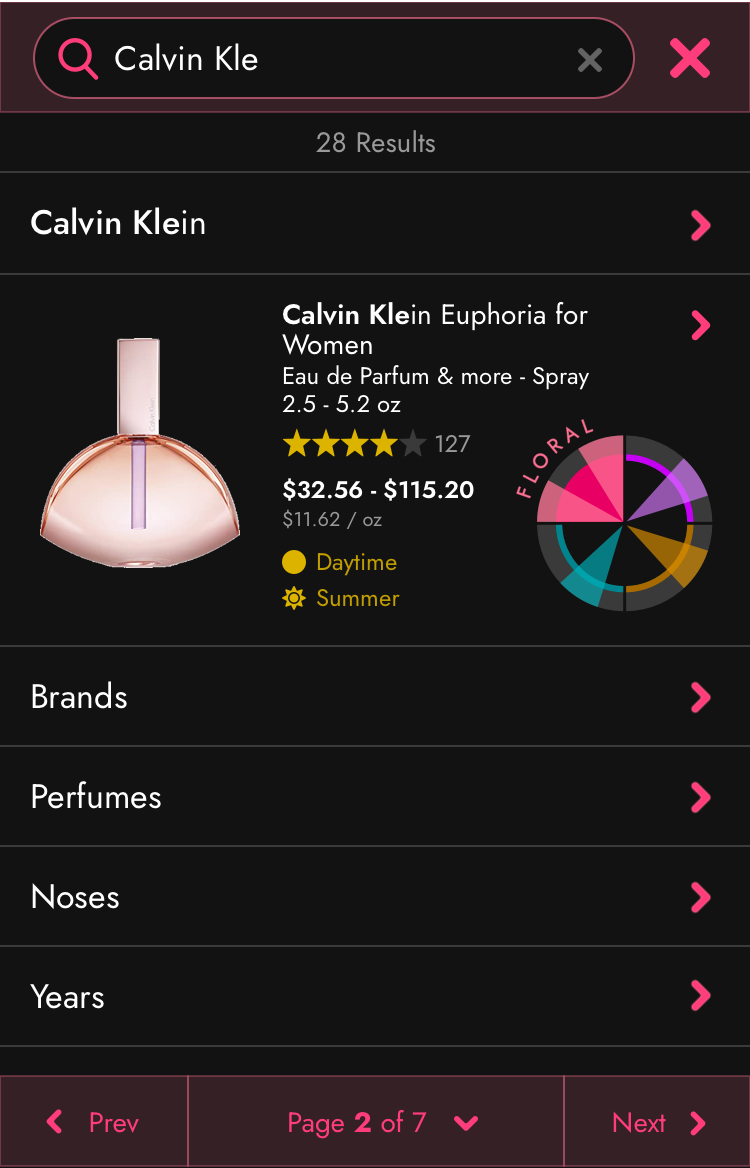 Calvin Kle
28 Results
Calvin Klein
Calvin Klein Euphoria for
Women
Eau de Parfum & more - Spray
2.5 - 5.2 oz
127
$32.56 - $115.20
$11.62 / oz
FLORAL
Daytime
Summer
Brands
Perfumes
Noses
Years
Prev
Page 2 of 7
Next